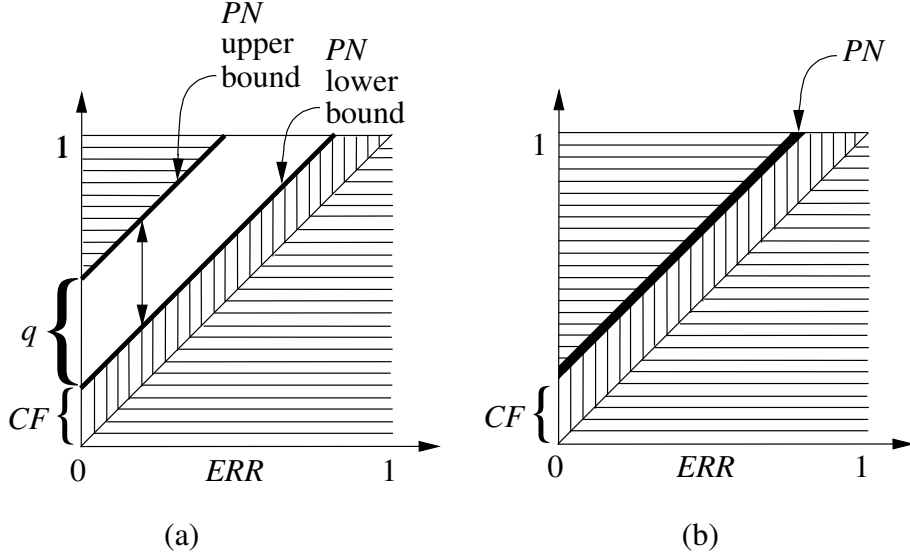 PN
upper
bound
PN
lower
bound
1
q
CF
0
ERR
1
(a)
PN
1
CF
0
ERR
1
(b)